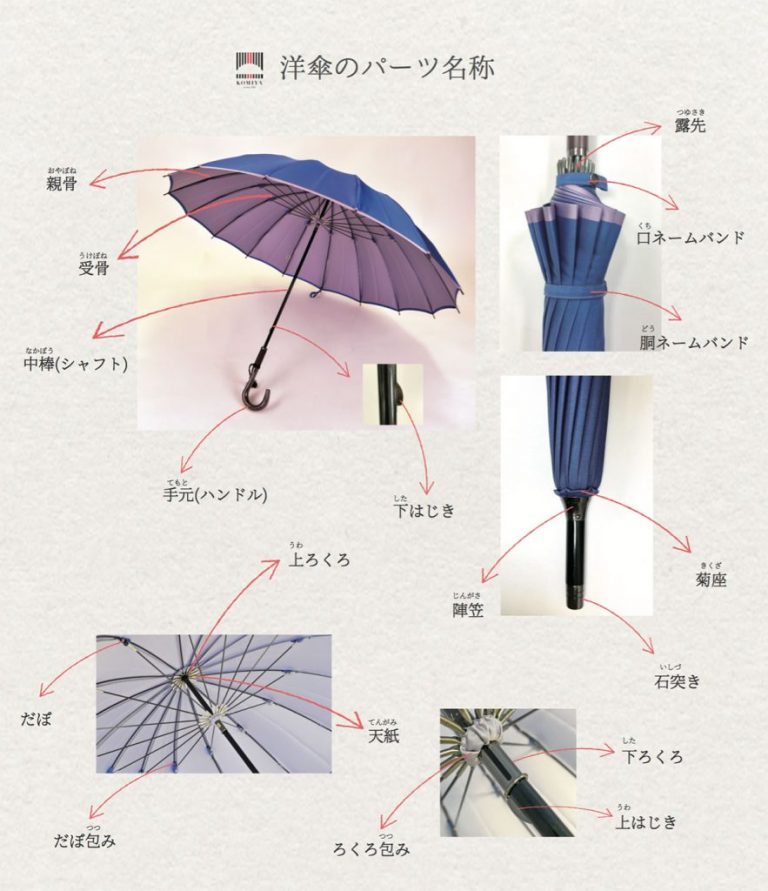 KOMIYA
洋傘のパーツ名称
つゆさき
露先
おやぼね
親骨
くち
口ネームバンド
うけぼね
受骨
どう
胴ネームバンド
なかぼう
中棒(シャフト)
てもと
手元(ハンドル)
した
下はじき
うわ
上ろくろ
きくざ
菊座
じんがさ
陣笠
いしづ
石突き
だぼ
てんがみ
天紙
した
下ろくろ
うわ
上はじき
つつ
だぼ包み
つつ
ろくろ包み